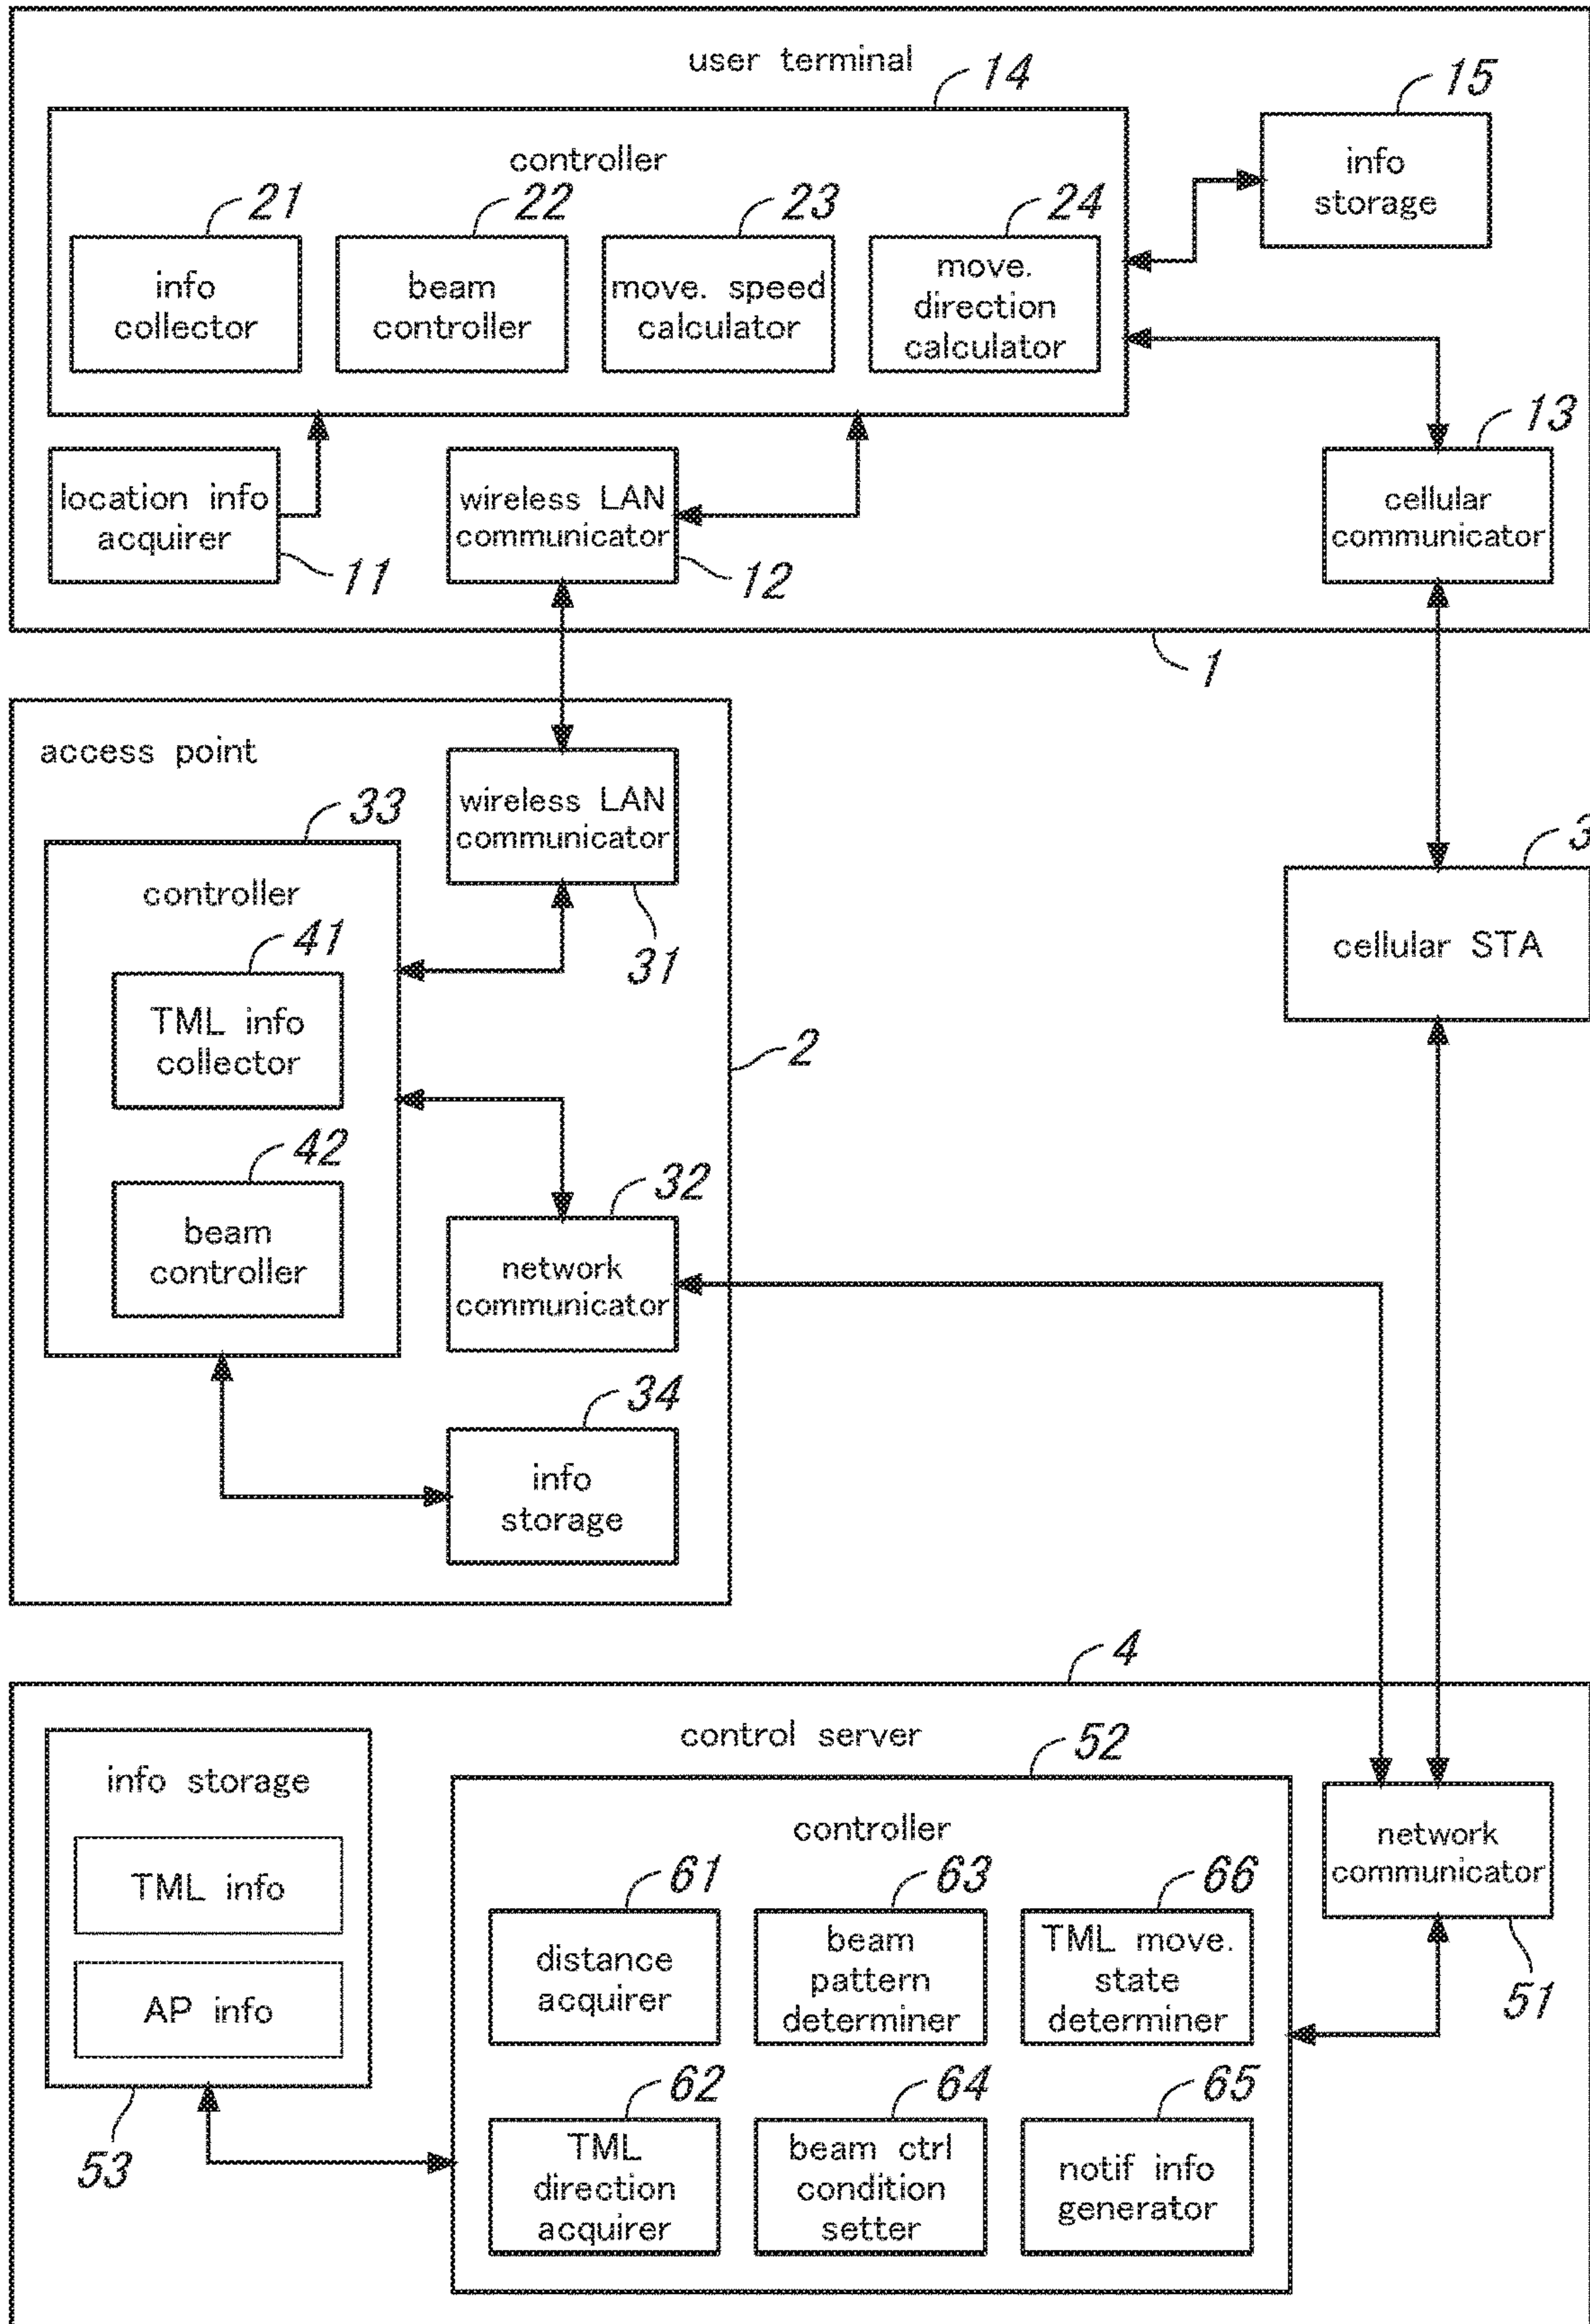 user terminal
14
15
controller
info
storage
21
22
23
24
info
collector
beam
controller
move. speed
calculator
move.
direction
calculator
13
location info
acquirer
wireless LAN
communicator
cellular
communicator
11
12
1
access point
wireless LAN
communicator
33
3
controller
31
cellular STA
41
TML info
collector
2
42
32
beam
controller
network
communicator
34
info
storage
4
control server
52
info storage
controller
network
communicator
TML info
61
63
66
AP info
distance
acquirer
beam
pattern
determiner
TML move.
state
determiner
51
53
62
64
65
TML
direction
acquirer
beam ctrl
condition
setter
notif info
generator